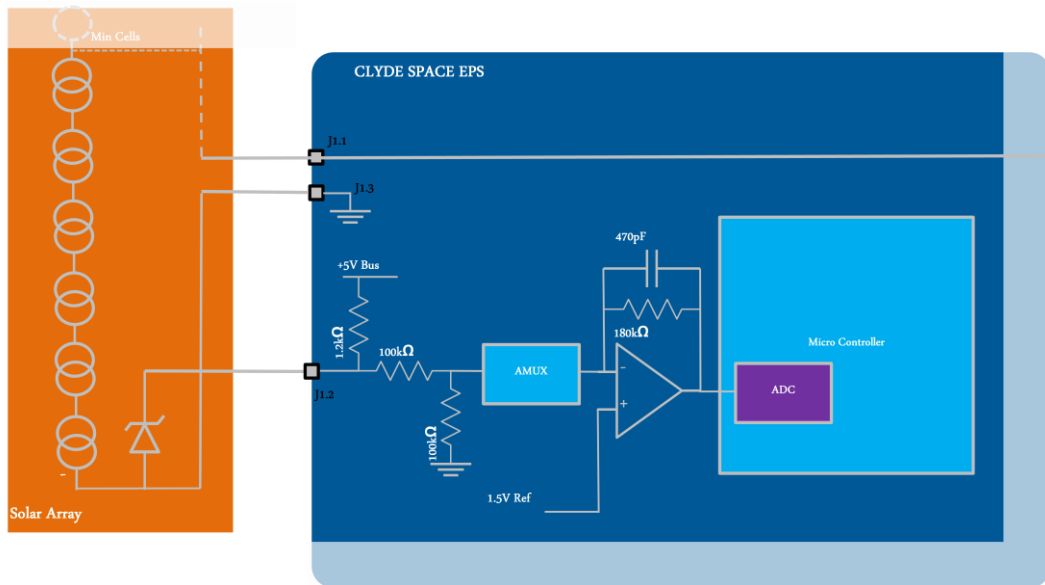 Min Cells
CLYDE SPACE EPS
J1.1
J1.3
470pF
+5V Bus
1.2kΩ
100kΩ
180kΩ
Micro Controller
AMUX
-
ADC
J1.2
+
100kΩ
-
1.5V Ref
Solar Array